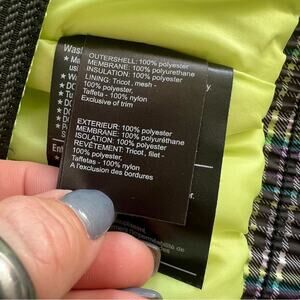 Was
OUTERSHELL: 100% polyester
MEMBRANE: 100% polyurethane
INSULATION: 100% polyester
LINING: Tricot, mesh -
100% polyester,
Taffeta - 100% nylon
Exclusive of trim
EXTERIEUR: 100% polyester
MEMBRANE: 100% polyurethane
ISOLATION: 100% polyester
REVÊTEMENT: Tricot, filet -
100% polyester,
Taffetas - 100% nylon
A l'exclusion des bordures